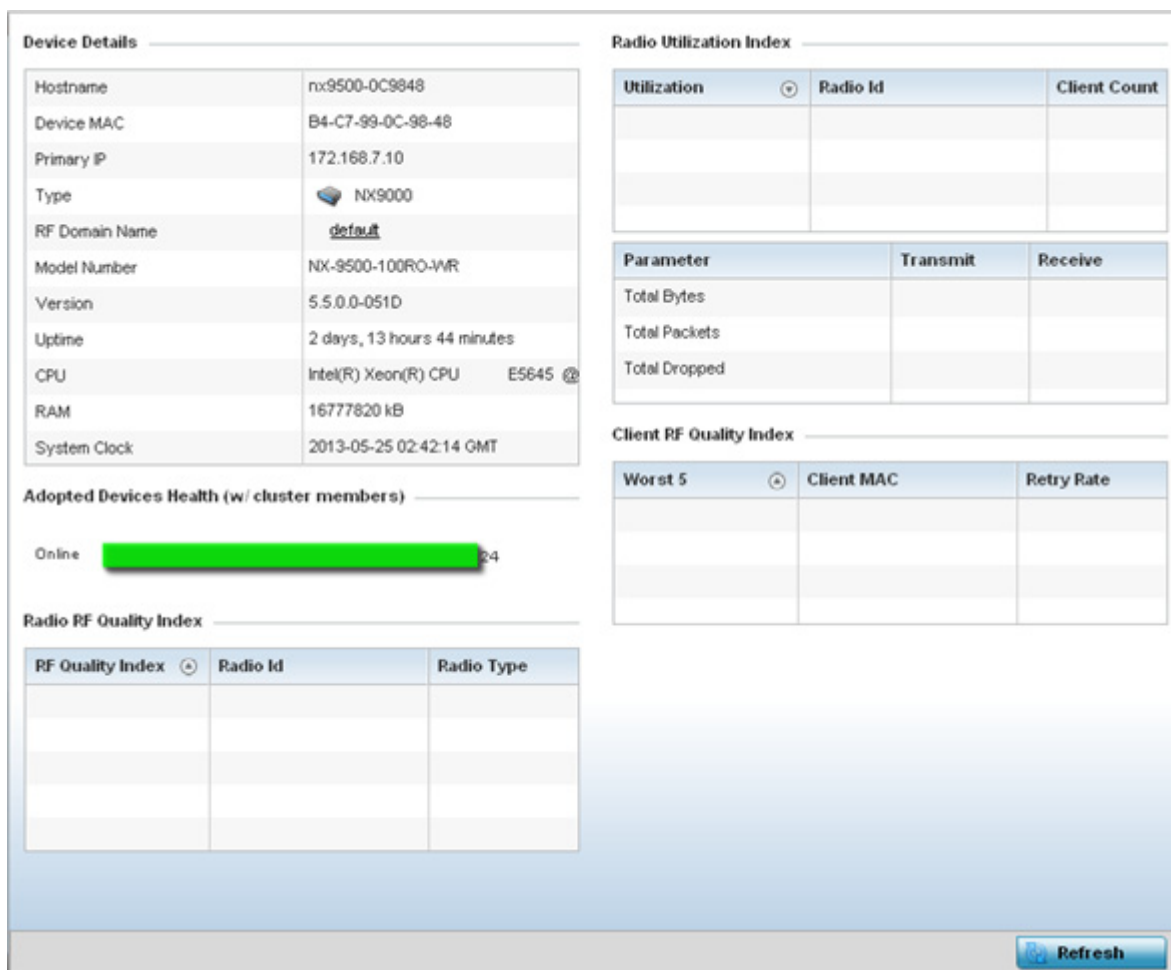 Device Details
Hostname nx9500-0C9848
Device MAC B4-C7-99-0C-98-48
Primary IP 172.168.7.10
Type NX9000
RF Domain Name default
Model Number NX-9500-100RO-WR
Version 5.5.0.0-051D
Uptime 2 days, 13 hours 44 minutes
CPU Intel(R) Xeon(R) CPU E5645 @
RAM 16777820 kB
System Clock 2013-05-25 02:42:14 GMT
Adopted Devices Health (w/ cluster members)
Online 24
Radio RF Quality Index
RF Quality Index Radio Id Radio Type
Radio Utilization Index
Utilization Radio Id Client Count
Parameter Transmit Receive
Total Bytes
Total Packets
Total Dropped
Client RF Quality Index
Worst 5 Client MAC Retry Rate
Refresh